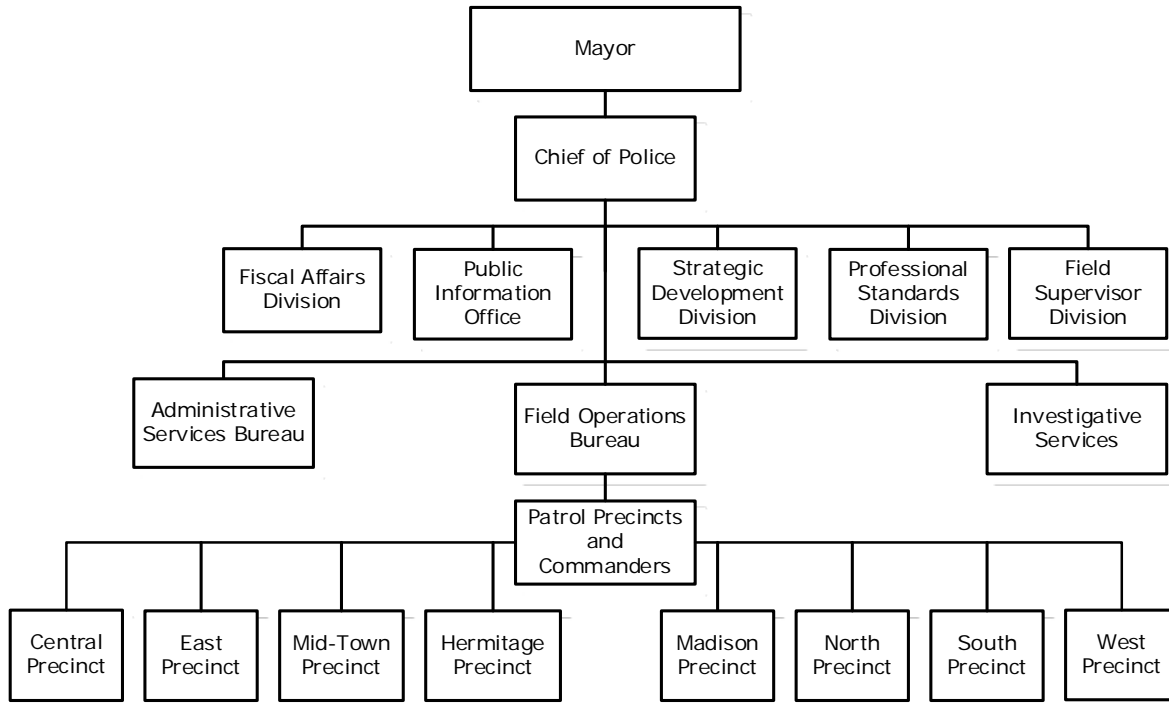 Mayor
Chief of Police
Fiscal Affairs
Division
Public
Information
Office
Strategic
Development
Division
Professional
Standards
Division
Field
Supervisor
Division
Administrative
Services Bureau
Field Operations
Bureau
Investigative
Services
Patrol Precincts
and
Commanders
Central
Precinct
East
Precinct
Mid-Town
Precinct
Hermitage
Precinct
Madison
Precinct
North
Precinct
South
Precinct
West
Precinct